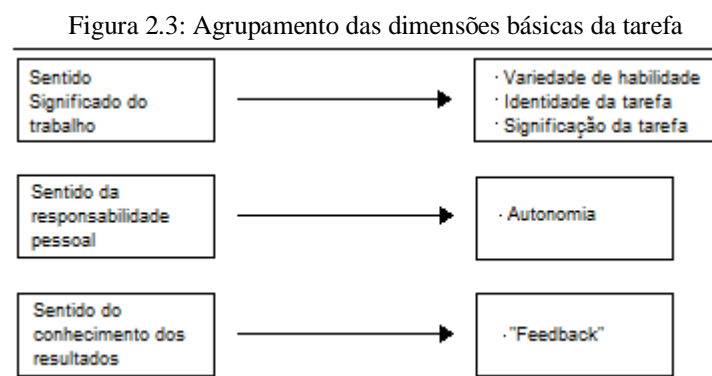 Figura 2.3: Agrupamento das dimensões básicas da tarefa
Sentido
Significado do
trabalho
· Variedade de habilidade
· Identidade da tarefa
· Significação da tarefa
Sentido da
responsabilidade
pessoal
· Autonomia
Sentido do
conhecimento dos
resultados
· "Feedback"